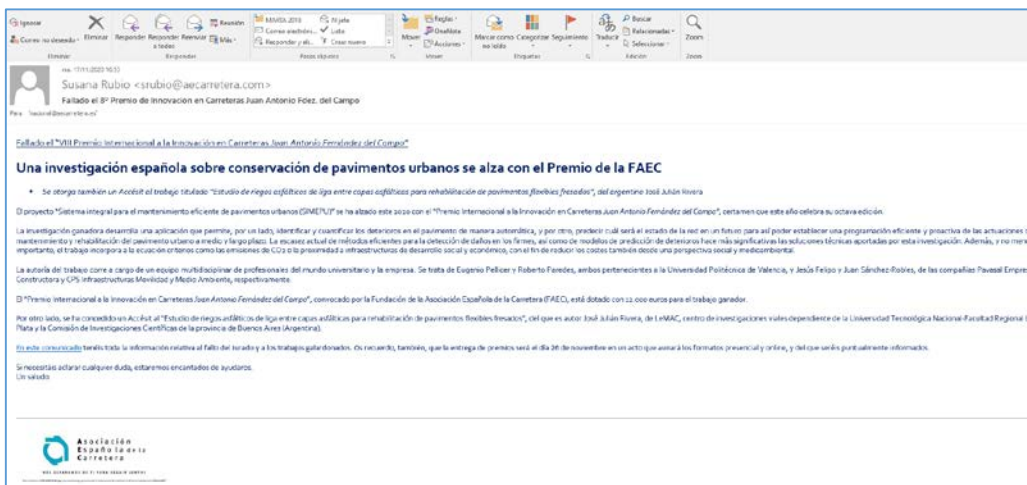 Ignorar
Correo no deseado
Eliminar
Responder
Responder a todos
Reenviar
Reunión
Más
Eliminar
Responder
MINUTA 2018
Al jefe
Correo electróni...
Listo
Responder y eli...
Crear nuevo
Pasos rápidos
Mover
Reglas
OneNote
Acciones
Mover
Marcar como no leído
Categorizar
Seguimiento
Etiquetas
Traducir
Buscar
Relacionadas
Seleccionar
Edición
Zoom
Zoom
17/11/2020
Susana Rubio <srubio@aecarretera.com>
Fallado el 8º Premio de Innovación en Carreteras Juan Antonio Fdez. del Campo
Para
Fallado el "VIII Premio Internacional a la Innovación en Carreteras Juan Antonio Fernández del Campo"
Una investigación española sobre conservación de pavimentos urbanos se alza con el Premio de la FAEC
• Se otorga también un Accésit al trabajo titulado "Estudio de riegos asfálticos de liga entre capas asfálticas para rehabilitación de pavimentos flexibles fresados", del argentino José Julián Rivera
El proyecto "Sistema integral para el mantenimiento eficiente de pavimentos urbanos (SIMEPU)" se ha alzado este 2020 con el "Premio Internacional a la Innovación en Carreteras Juan Antonio Fernández del Campo", certamen que este año celebra su octava edición.
La investigación ganadora desarrolla una aplicación que permite, por un lado, identificar y cuantificar los deterioros en el pavimento de manera automática, y por otro, predecir cuál será el estado de la red en un futuro para así poder establecer una programación eficiente y proactiva de las actuaciones
mantenimiento y rehabilitación del pavimento urbano a medio y largo plazo. La escasez actual de métodos eficientes para la detección de daños en los firmes, así como de modelos de predicción de deterioros hace más significativas las soluciones técnicas aportadas por esta investigación. Además, y no men
importante, el trabajo incorpora a la ecuación criterios como las emisiones de CO2 o la proximidad a infraestructuras de desarrollo social y económico, con el fin de reducir los costes también desde una perspectiva social y medioambiental.
La autoría del trabajo corre a cargo de un equipo multidisciplinar de profesionales del mundo universitario y la empresa. Se trata de Eugenio Pellicer y Roberto Paredes, ambos pertenecientes a la Universidad Politécnica de Valencia, y Jesús Felipo y Juan Sánchez-Robles, de las compañías Pavasal Empres
Constructora y CPS Infraestructuras Movilidad y Medio Ambiente, respectivamente.
El "Premio Internacional a la Innovación en Carreteras Juan Antonio Fernández del Campo", convocado por la Fundación de la Asociación Española de la Carretera (FAEC), está dotado con 12.000 euros para el trabajo ganador.
Por otro lado, se ha concedido un Accésit al "Estudio de riegos asfálticos de liga entre capas asfálticas para rehabilitación de pavimentos flexibles fresados", del que es autor José Julián Rivera, de LeMAC, centro de investigaciones viales dependiente de la Universidad Tecnológica Nacional-Facultad Regional
Plata y la Comisión de Investigaciones Científicas de la provincia de Buenos Aires (Argentina).
En este comunicado tenéis toda la información relativa al fallo del Jurado y a los trabajos galardonados. Os recuerdo, también, que la entrega de premios será el día 26 de noviembre en un acto que aunará los formatos presencial y online, y del que seréis puntualmente informados.
Si necesitáis aclarar cualquier duda, estaremos encantados de ayudaros.
Un saludo
Asociación
Española de la
Carretera